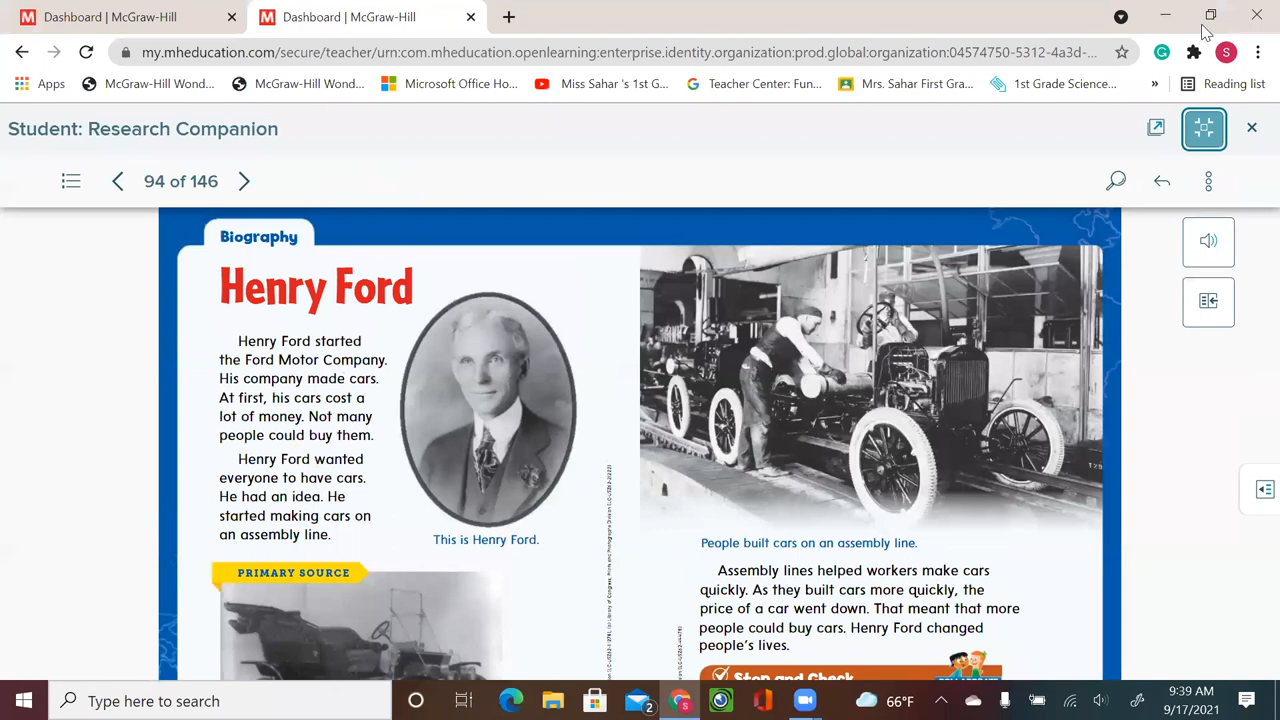 Dashboard | McGraw-Hill
Dashboard | McGraw-Hill
my.mheducation.com/secure/teacher/urn:com.mheducation.openlearning:enterprise.identity.organization:prod.global:organization:04574750-5312-4a3d-...
S
Apps
McGraw-Hill Wond...
McGraw-Hill Wond...
Microsoft Office Ho...
Miss Sahar 's 1st G...
Teacher Center: Fun...
Mrs. Sahar First Gra...
1st Grade Science...
»
Reading list
Student: Research Companion
94 of 146
Biography
Henry Ford
Henry Ford started
the Ford Motor Company.
His company made cars.
At first, his cars cost a
lot of money. Not many
people could buy them.
Henry Ford wanted
everyone to have cars.
He had an idea. He
started making cars on
an assembly line.
This is Henry Ford.
PRIMARY SOURCE
People built cars on an assembly line.
Assembly lines helped workers make cars
quickly. As they built cars more quickly, the
price of a car went down. That meant that more
people could buy cars. Henry Ford changed
people's lives.
Stop and Check
Type here to search
2
S
66°F
9:39 AM
9/17/2021